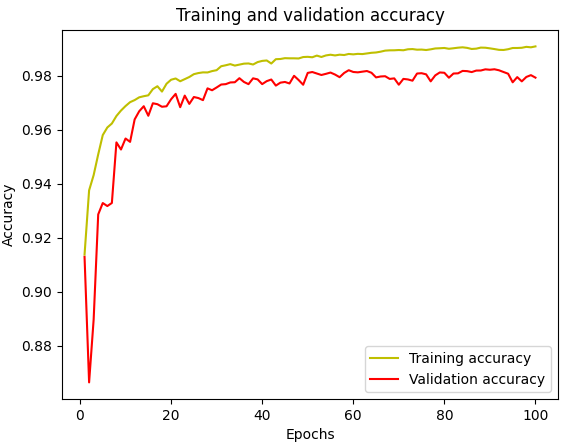 Training and validation accuracy
Accuracy
0.98
0.96
0.94
0.92
0.90
0.88
0 20 40 60 80 100
Epochs
Training accuracy
Validation accuracy